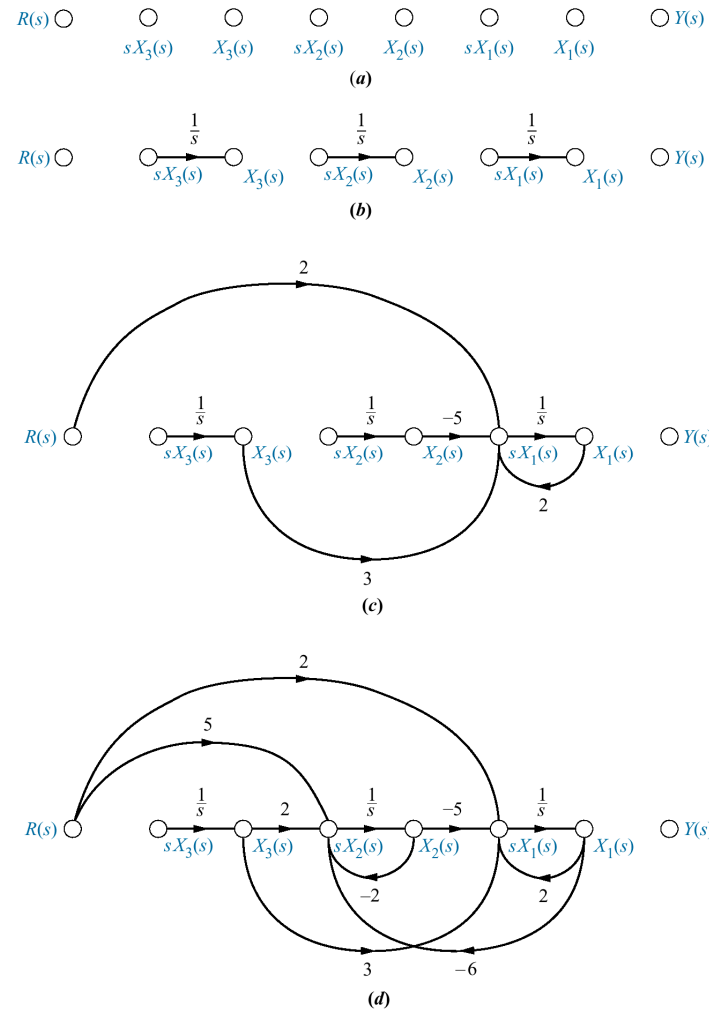 R(s) Y(s)
sX₃(s) X₃(s) sX₂(s) X₂(s) sX₁(s) X₁(s)
(a)
1/s 1/s 1/s
R(s) Y(s)
sX₃(s) X₃(s) sX₂(s) X₂(s) sX₁(s) X₁(s)
(b)
2
1/s 1/s −5 1/s
R(s) Y(s)
sX₃(s) X₃(s) sX₂(s) X₂(s) sX₁(s) X₁(s)
2
3
(c)
2
5
1/s 2 1/s −5 1/s
R(s) Y(s)
sX₃(s) X₃(s) sX₂(s) X₂(s) sX₁(s) X₁(s)
−2 2
3 −6
(d)